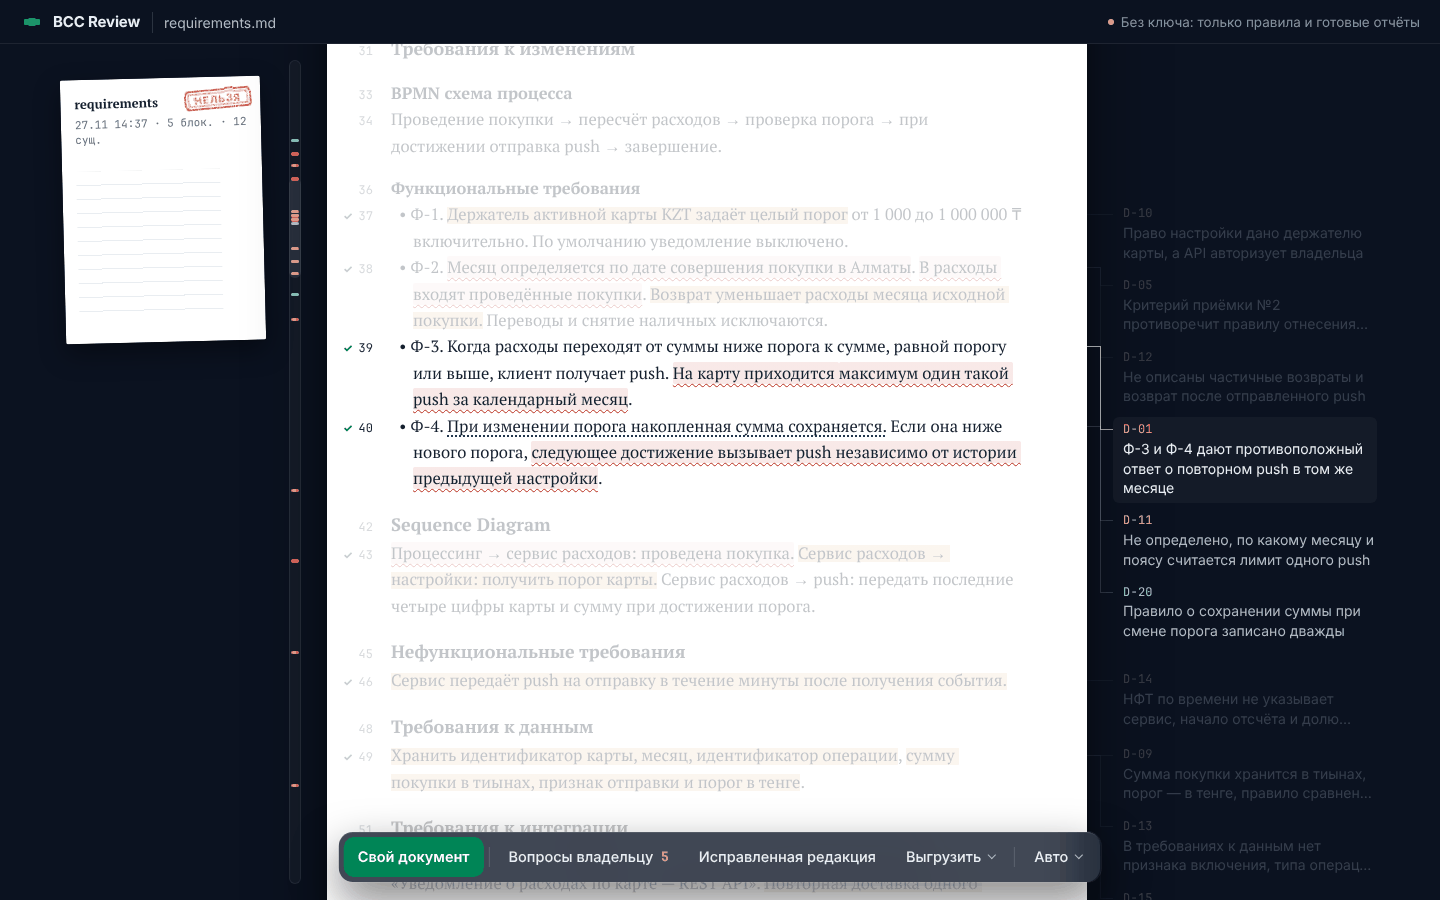 BCC Review
requirements.md
Без ключа: только правила и готовые отчёты
requirements
НЕЛЬЗЯ
27.11 14:37 · 5 блок. · 12
сущ.
31 Требования к изменениям
33 BPMN схема процесса
34 Проведение покупки → пересчёт расходов → проверка порога → при
достижении отправка push → завершение.
36 Функциональные требования
✓ 37 • Ф-1. Держатель активной карты KZT задаёт целый порог от 1 000 до 1 000 000 ₸
включительно. По умолчанию уведомление выключено.
✓ 38 • Ф-2. Месяц определяется по дате совершения покупки в Алматы. В расходы
входят проведённые покупки. Возврат уменьшает расходы месяца исходной
покупки. Переводы и снятие наличных исключаются.
✓ 39 • Ф-3. Когда расходы переходят от суммы ниже порога к сумме, равной порогу
или выше, клиент получает push. На карту приходится максимум один такой
push за календарный месяц.
✓ 40 • Ф-4. При изменении порога накопленная сумма сохраняется. Если она ниже
нового порога, следующее достижение вызывает push независимо от истории
предыдущей настройки.
42 Sequence Diagram
✓ 43 Процессинг → сервис расходов: проведена покупка. Сервис расходов →
настройки: получить порог карты. Сервис расходов → push: передать последние
четыре цифры карты и сумму при достижении порога.
45 Нефункциональные требования
✓ 46 Сервис передаёт push на отправку в течение минуты после получения события.
48 Требования к данным
✓ 49 Хранить идентификатор карты, месяц, идентификатор операции, сумму
покупки в тиынах, признак отправки и порог в тенге.
51 Требования к интеграции
«Уведомление о расходах по карте — REST API». Повторная доставка одного
D-10
Право настройки дано держателю
карты, а API авторизует владельца
D-05
Критерий приёмки №2
противоречит правилу отнесения…
D-12
Не описаны частичные возвраты и
возврат после отправленного push
D-01
Ф-3 и Ф-4 дают противоположный
ответ о повторном push в том же
месяце
D-11
Не определено, по какому месяцу и
поясу считается лимит одного push
D-20
Правило о сохранении суммы при
смене порога записано дважды
D-14
НФТ по времени не указывает
сервис, начало отсчёта и долю…
D-09
Сумма покупки хранится в тиынах,
порог — в тенге, правило сравнен…
D-13
В требованиях к данным нет
признака включения, типа операц…
D-15
Свой документ
Вопросы владельцу 5
Исправленная редакция
Выгрузить
Авто